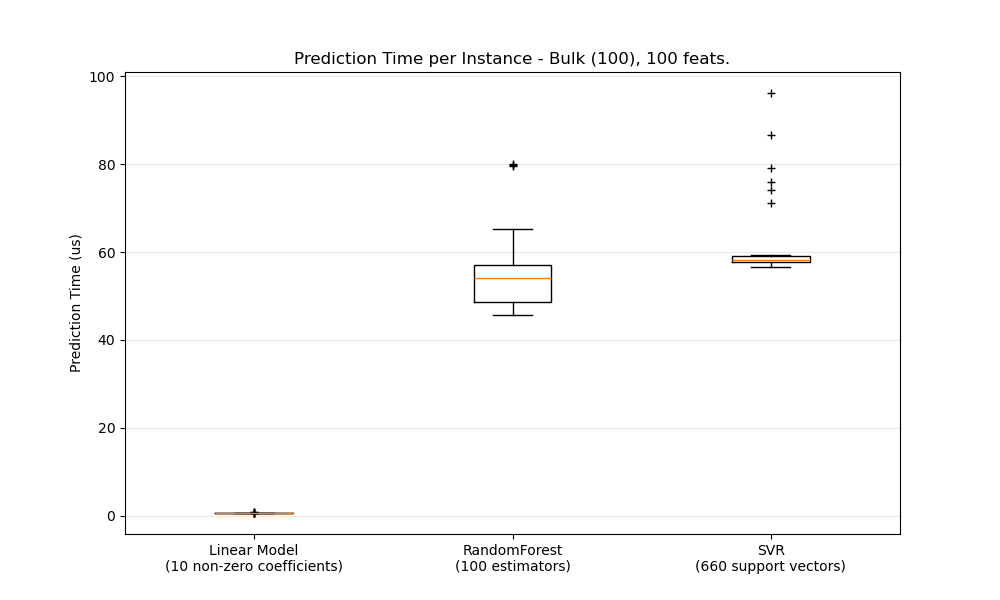 Prediction Time per Instance - Bulk (100), 100 feats.
Prediction Time (us)
100
80
60
40
20
0
Linear Model
(10 non-zero coefficients)
RandomForest
(100 estimators)
SVR
(660 support vectors)